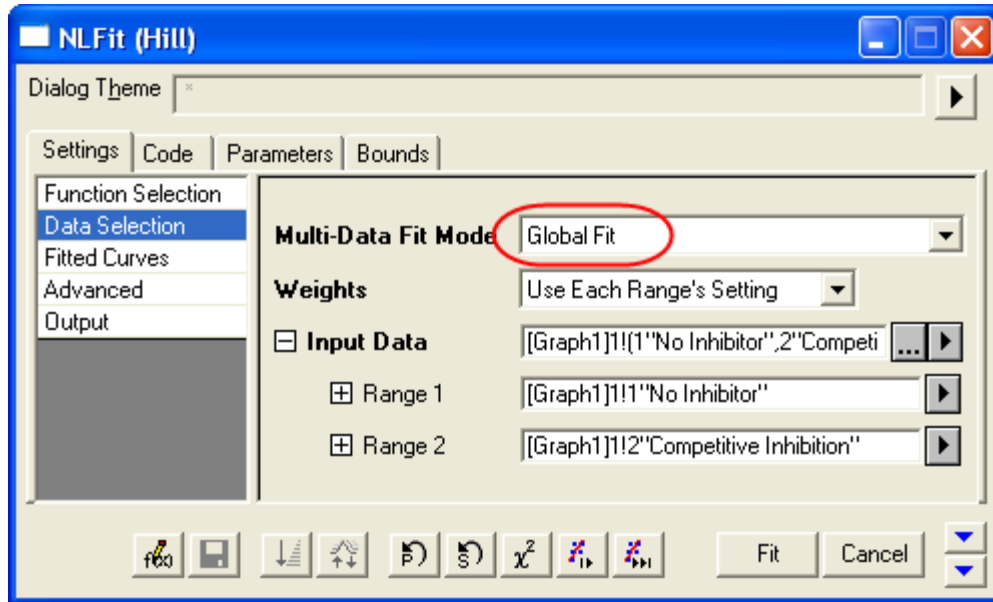 NLFit (Hill)
Dialog Theme *
Settings Code Parameters Bounds
Function Selection
Data Selection
Fitted Curves
Advanced
Output
Multi-Data Fit Mode Global Fit
Weights Use Each Range's Setting
Input Data [Graph1]1!(1"No Inhibitor",2"Competi ...
Range 1 [Graph1]1!1"No Inhibitor"
Range 2 [Graph1]1!2"Competitive Inhibition"
χ² Fit Cancel